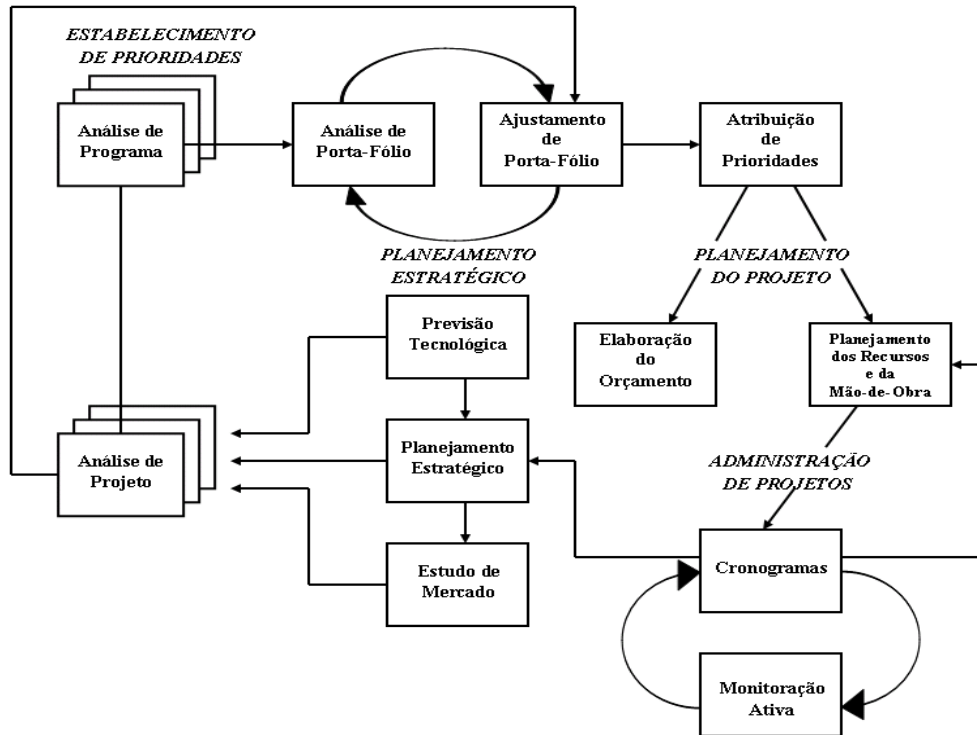 ESTABELECIMENTO
DE PRIORIDADES
Análise de
Programa
Análise de
Porta-Fólio
Ajustamento
de
Porta-Fólio
Atribuição
de
Prioridades
PLANEJAMENTO
ESTRATÉGICO
PLANEJAMENTO
DO PROJETO
Previsão
Tecnológica
Elaboração
do
Orçamento
Planejamento
dos Recursos
e da
Mão-de-Obra
Análise de
Projeto
Planejamento
Estratégico
ADMINISTRAÇÃO
DE PROJETOS
Estudo de
Mercado
Cronogramas
Monitoração
Ativa